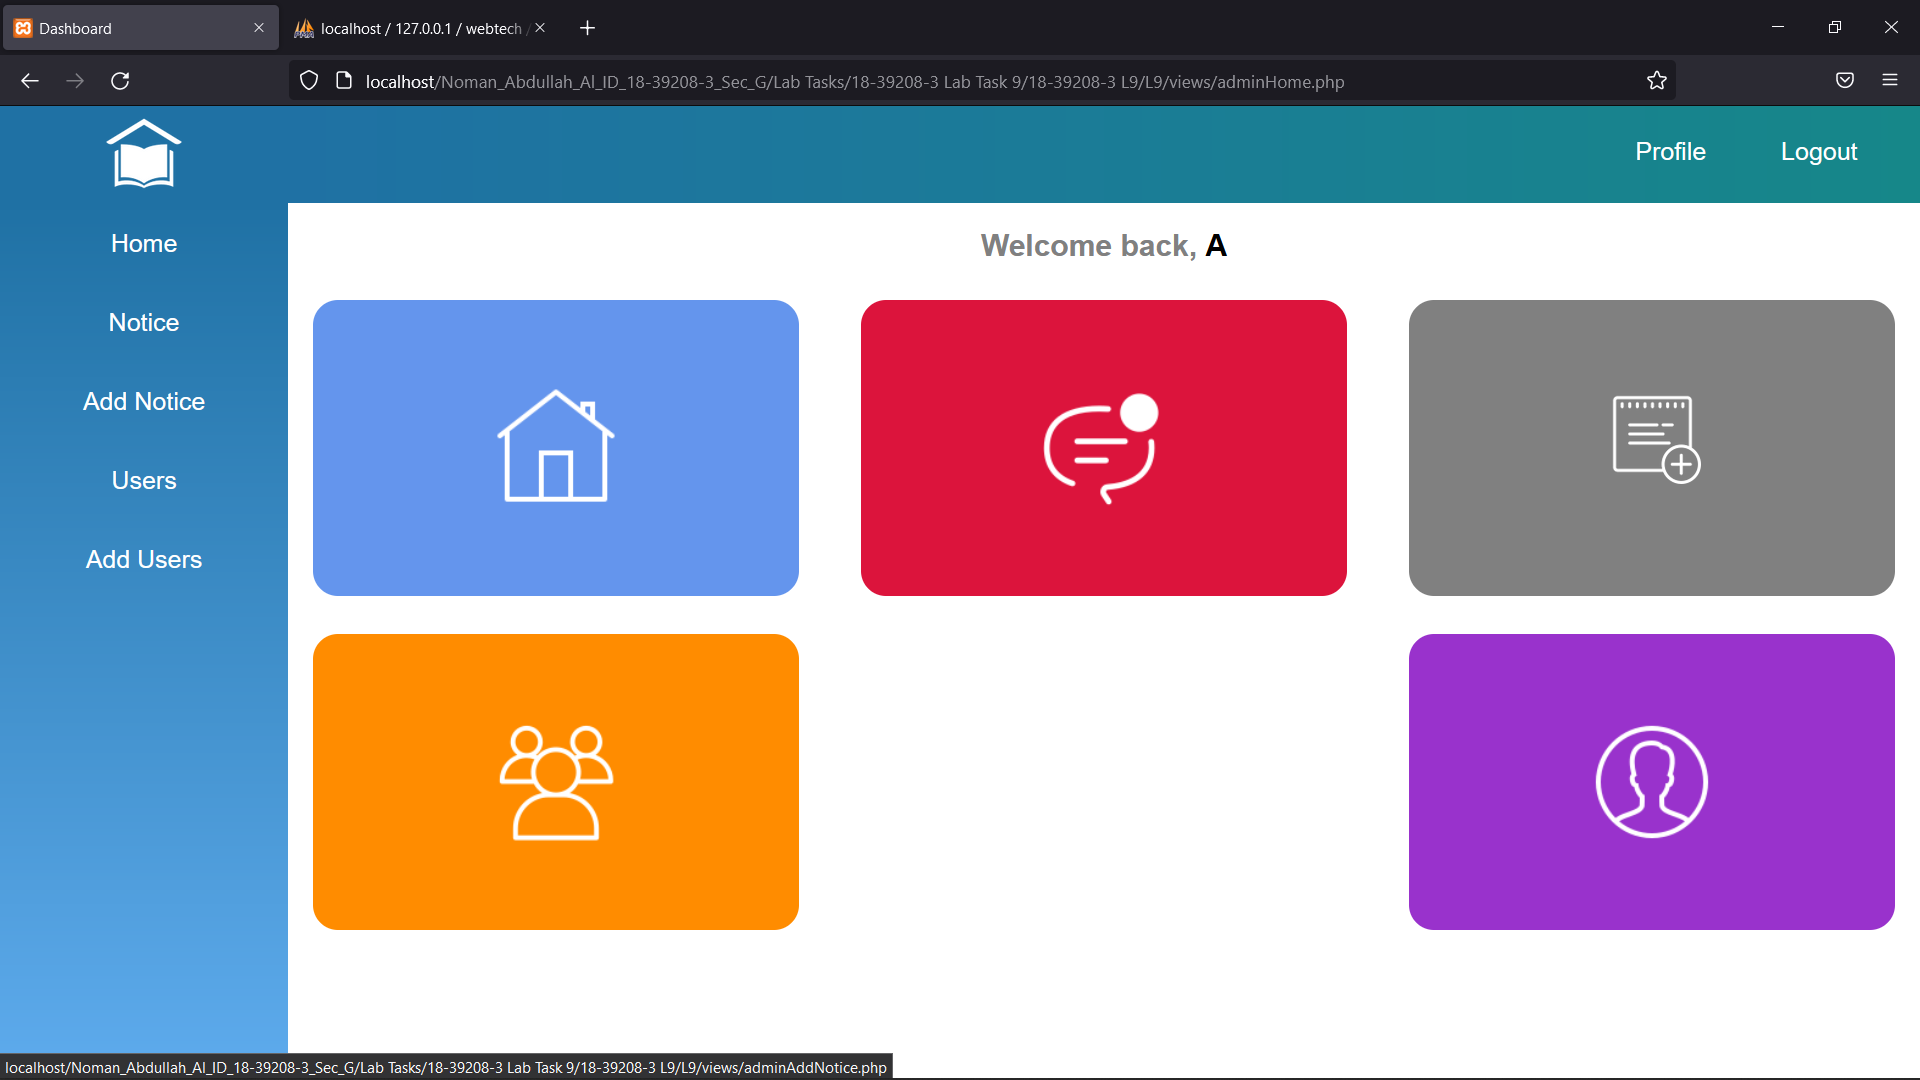 Dashboard
localhost / 127.0.0.1 / webtech /
localhost/Noman_Abdullah_Al_ID_18-39208-3_Sec_G/Lab Tasks/18-39208-3 Lab Task 9/18-39208-3 L9/L9/views/adminHome.php
Profile
Logout
Home
Notice
Add Notice
Users
Add Users
Welcome back, A
localhost/Noman_Abdullah_Al_ID_18-39208-3_Sec_G/Lab Tasks/18-39208-3 Lab Task 9/18-39208-3 L9/L9/views/adminAddNotice.php